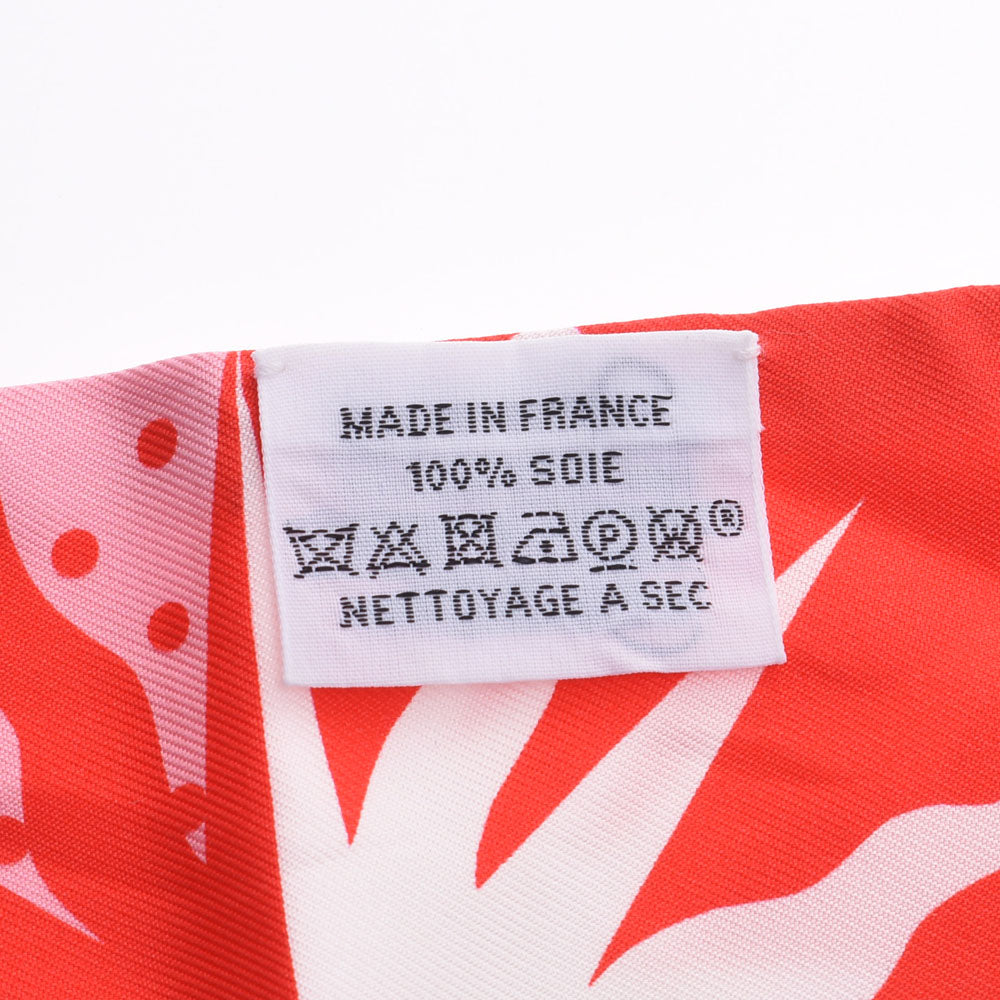 MADE IN FRANCE
100% SOIE
P ®
NETTOYAGE A SEC